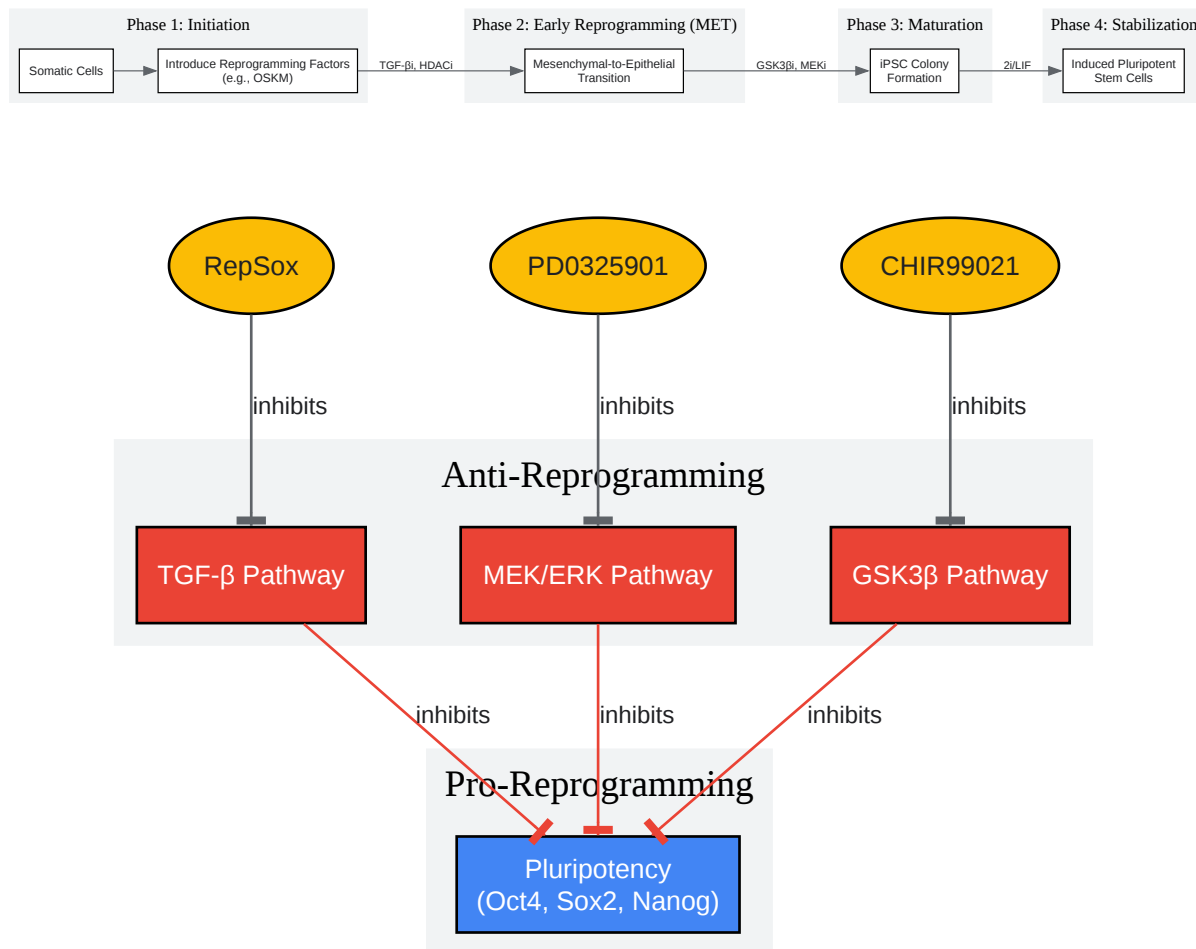 Phase 1: Initiation
Phase 2: Early Reprogramming (MET)
Phase 3: Maturation
Phase 4: Stabilization
Somatic Cells
Introduce Reprogramming Factors
(e.g., OSKM)
TGF-βi, HDACi
Mesenchymal-to-Epithelial
Transition
GSK3βi, MEKi
iPSC Colony
Formation
2i/LIF
Induced Pluripotent
Stem Cells
RepSox
PD0325901
CHIR99021
inhibits
inhibits
inhibits
Anti-Reprogramming
TGF-β Pathway
MEK/ERK Pathway
GSK3β Pathway
inhibits
inhibits
inhibits
Pro-Reprogramming
Pluripotency
(Oct4, Sox2, Nanog)